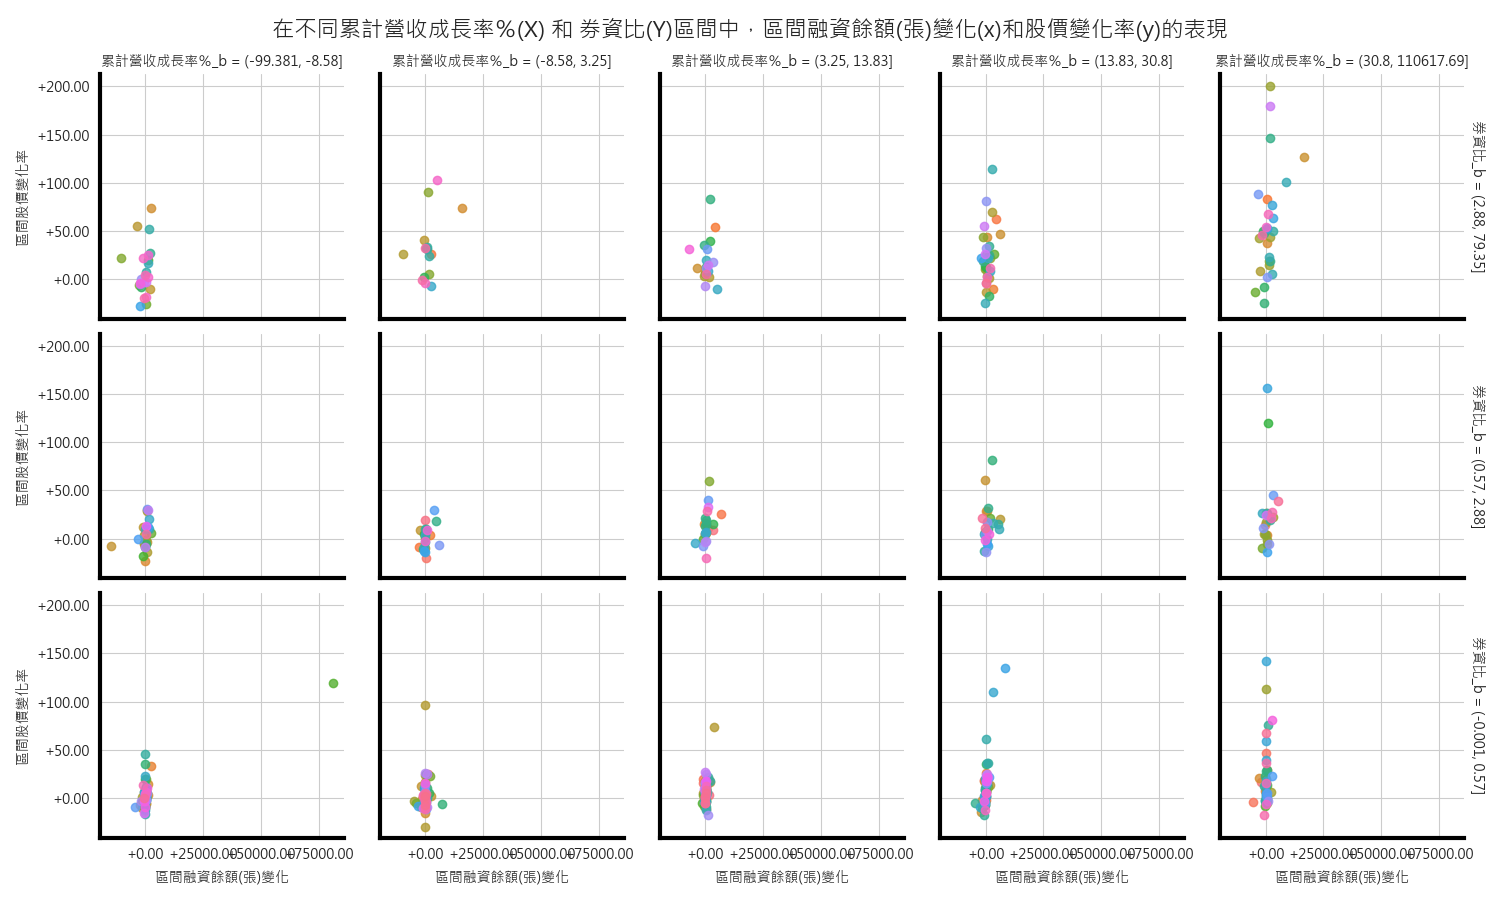 在不同累計營收成長率%(X) 和 券資比(Y)區間中，區間融資餘額(張)變化(x)和股價變化率(y)的表現
累計營收成長率%_b = (-99.381, -8.58]
累計營收成長率%_b = (-8.58, 3.25]
累計營收成長率%_b = (3.25, 13.83]
累計營收成長率%_b = (13.83, 30.8]
累計營收成長率%_b = (30.8, 110617.69]
+200.00
+150.00
+100.00
+50.00
+0.00
區間股價變化率
券資比_b = (2.88, 79.35]
+200.00
+150.00
+100.00
+50.00
+0.00
區間股價變化率
券資比_b = (0.57, 2.88]
+200.00
+150.00
+100.00
+50.00
+0.00
區間股價變化率
券資比_b = (-0.001, 0.57]
+0.00 +25000.00 +50000.00 +75000.00
+0.00 +25000.00 +50000.00 +75000.00
+0.00 +25000.00 +50000.00 +75000.00
+0.00 +25000.00 +50000.00 +75000.00
+0.00 +25000.00 +50000.00 +75000.00
區間融資餘額(張)變化
區間融資餘額(張)變化
區間融資餘額(張)變化
區間融資餘額(張)變化
區間融資餘額(張)變化